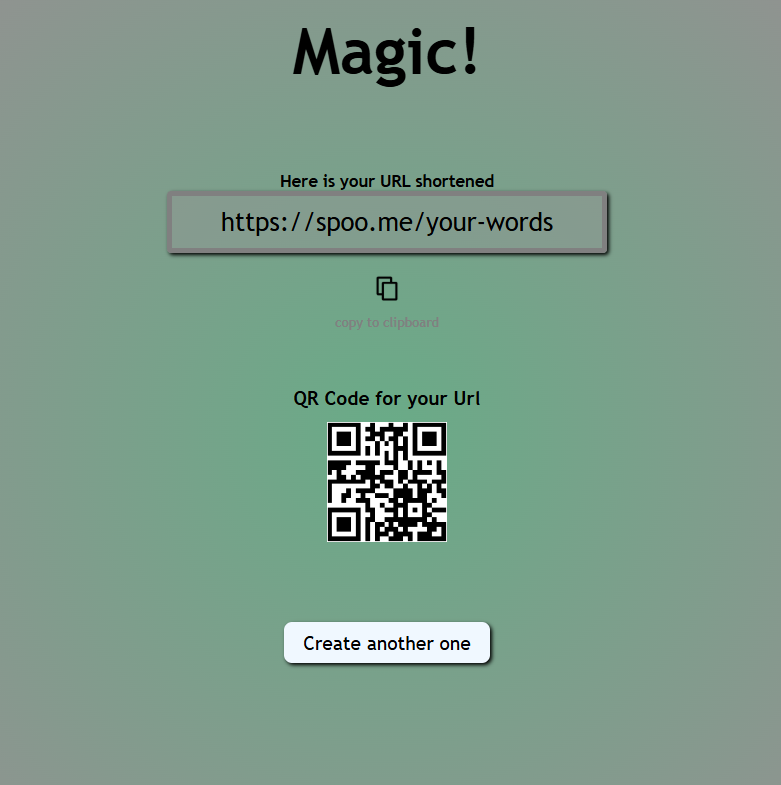 Magic!
Here is your URL shortened
https://spoo.me/your-words
copy to clipboard
QR Code for your Url
Create another one